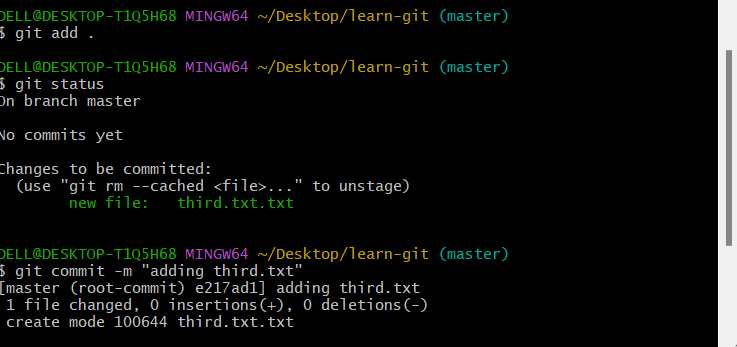 DELL@DESKTOP-T1Q5H68 MINGW64 ~/Desktop/learn-git (master)
$ git add .
DELL@DESKTOP-T1Q5H68 MINGW64 ~/Desktop/learn-git (master)
$ git status
On branch master
No commits yet
Changes to be committed:
  (use "git rm --cached <file>..." to unstage)
        new file:   third.txt.txt
DELL@DESKTOP-T1Q5H68 MINGW64 ~/Desktop/learn-git (master)
$ git commit -m "adding third.txt"
[master (root-commit) e217ad1] adding third.txt
 1 file changed, 0 insertions(+), 0 deletions(-)
 create mode 100644 third.txt.txt